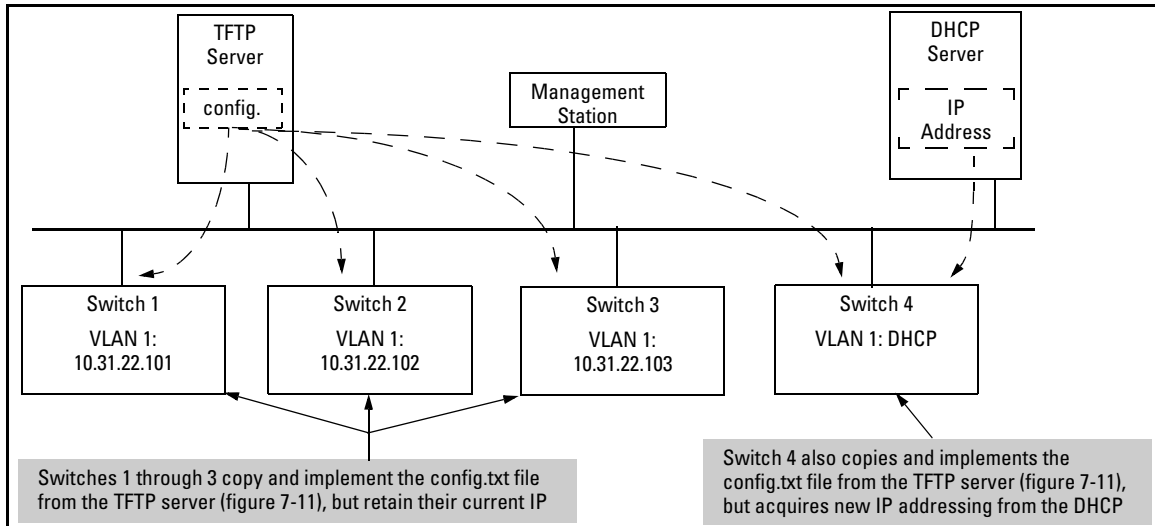 TFTP
Server
config.
Management
Station
DHCP
Server
IP
Address
Switch 1
VLAN 1:
10.31.22.101
Switch 2
VLAN 1:
10.31.22.102
Switch 3
VLAN 1:
10.31.22.103
Switch 4
VLAN 1: DHCP
Switches 1 through 3 copy and implement the config.txt file
from the TFTP server (figure 7-11), but retain their current IP
Switch 4 also copies and implements the
config.txt file from the TFTP server (figure 7-11),
but acquires new IP addressing from the DHCP